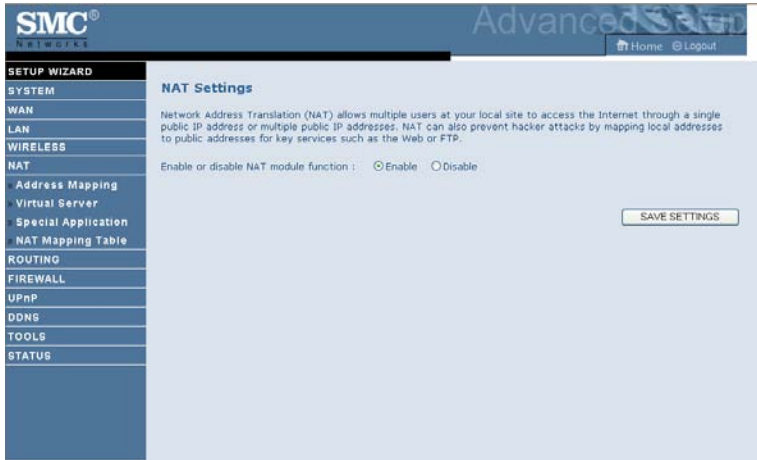 SMC®
Networks
Advanced Setup
Home Logout
SETUP WIZARD
SYSTEM
WAN
LAN
WIRELESS
NAT
» Address Mapping
» Virtual Server
» Special Application
» NAT Mapping Table
ROUTING
FIREWALL
UPnP
DDNS
TOOLS
STATUS
NAT Settings
Network Address Translation (NAT) allows multiple users at your local site to access the Internet through a single
public IP address or multiple public IP addresses. NAT can also prevent hacker attacks by mapping local addresses
to public addresses for key services such as the Web or FTP.
Enable or disable NAT module function : Enable Disable
SAVE SETTINGS